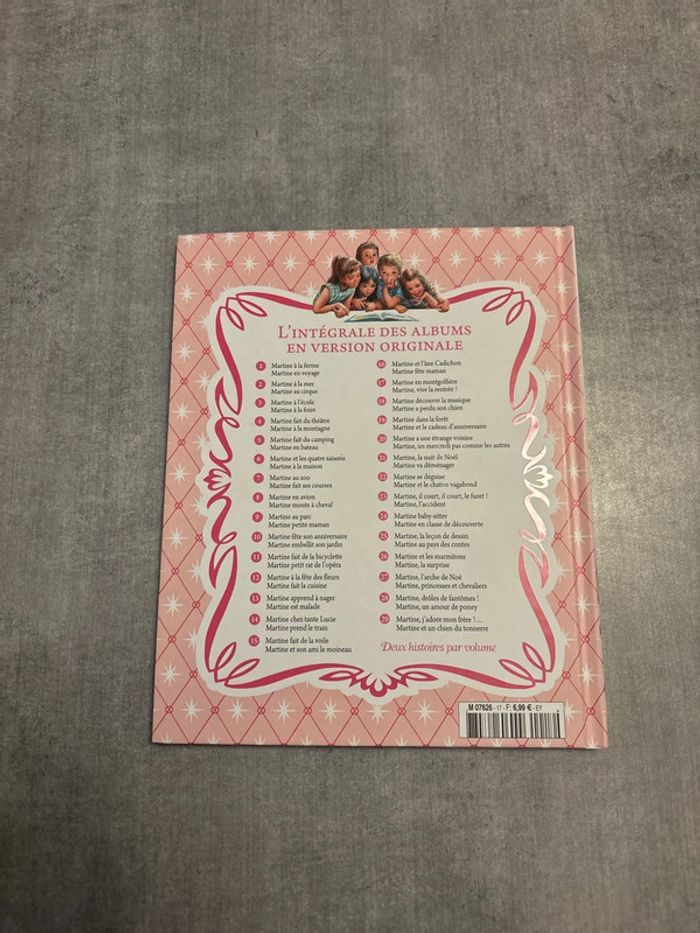 L'INTÉGRALE DES ALBUMS
EN VERSION ORIGINALE
1 Martine à la ferme
Martine en voyage
2 Martine à la mer
Martine au cirque
3 Martine à l'école
Martine à la foire
4 Martine fait du théâtre
Martine à la montagne
5 Martine fait du camping
Martine en bateau
6 Martine et les quatre saisons
Martine à la maison
7 Martine au zoo
Martine fait ses courses
8 Martine en avion
Martine monte à cheval
9 Martine au parc
Martine petite maman
10 Martine fête son anniversaire
Martine embellit son jardin
11 Martine fait de la bicyclette
Martine petit rat de l'opéra
12 Martine à la fête des fleurs
Martine fait la cuisine
13 Martine apprend à nager
Martine est malade
14 Martine chez tante Lucie
Martine prend le train
15 Martine fait de la voile
Martine et son ami le moineau
16 Martine et l'âne Cadichon
Martine fête maman
17 Martine en montgolfière
Martine, vive la rentrée !
18 Martine découvre la musique
Martine a perdu son chien
19 Martine dans la forêt
Martine et le cadeau d'anniversaire
20 Martine a une étrange voisine
Martine, un mercredi pas comme les autres
21 Martine, la nuit de Noël
Martine va déménager
22 Martine se déguise
Martine et le chaton vagabond
23 Martine, il court, il court, le furet !
Martine, l'accident
24 Martine baby-sitter
Martine en classe de découverte
25 Martine, la leçon de dessin
Martine au pays des contes
26 Martine et les marmitons
Martine, la surprise
27 Martine, l'arche de Noé
Martine, princesses et chevaliers
28 Martine, drôles de fantômes !
Martine, un amour de poney
29 Martine, j'adore mon frère ! ...
Martine et un chien du tonnerre
Deux histoires par volume
M 07626 - 17 - F: 6,99 € - EY